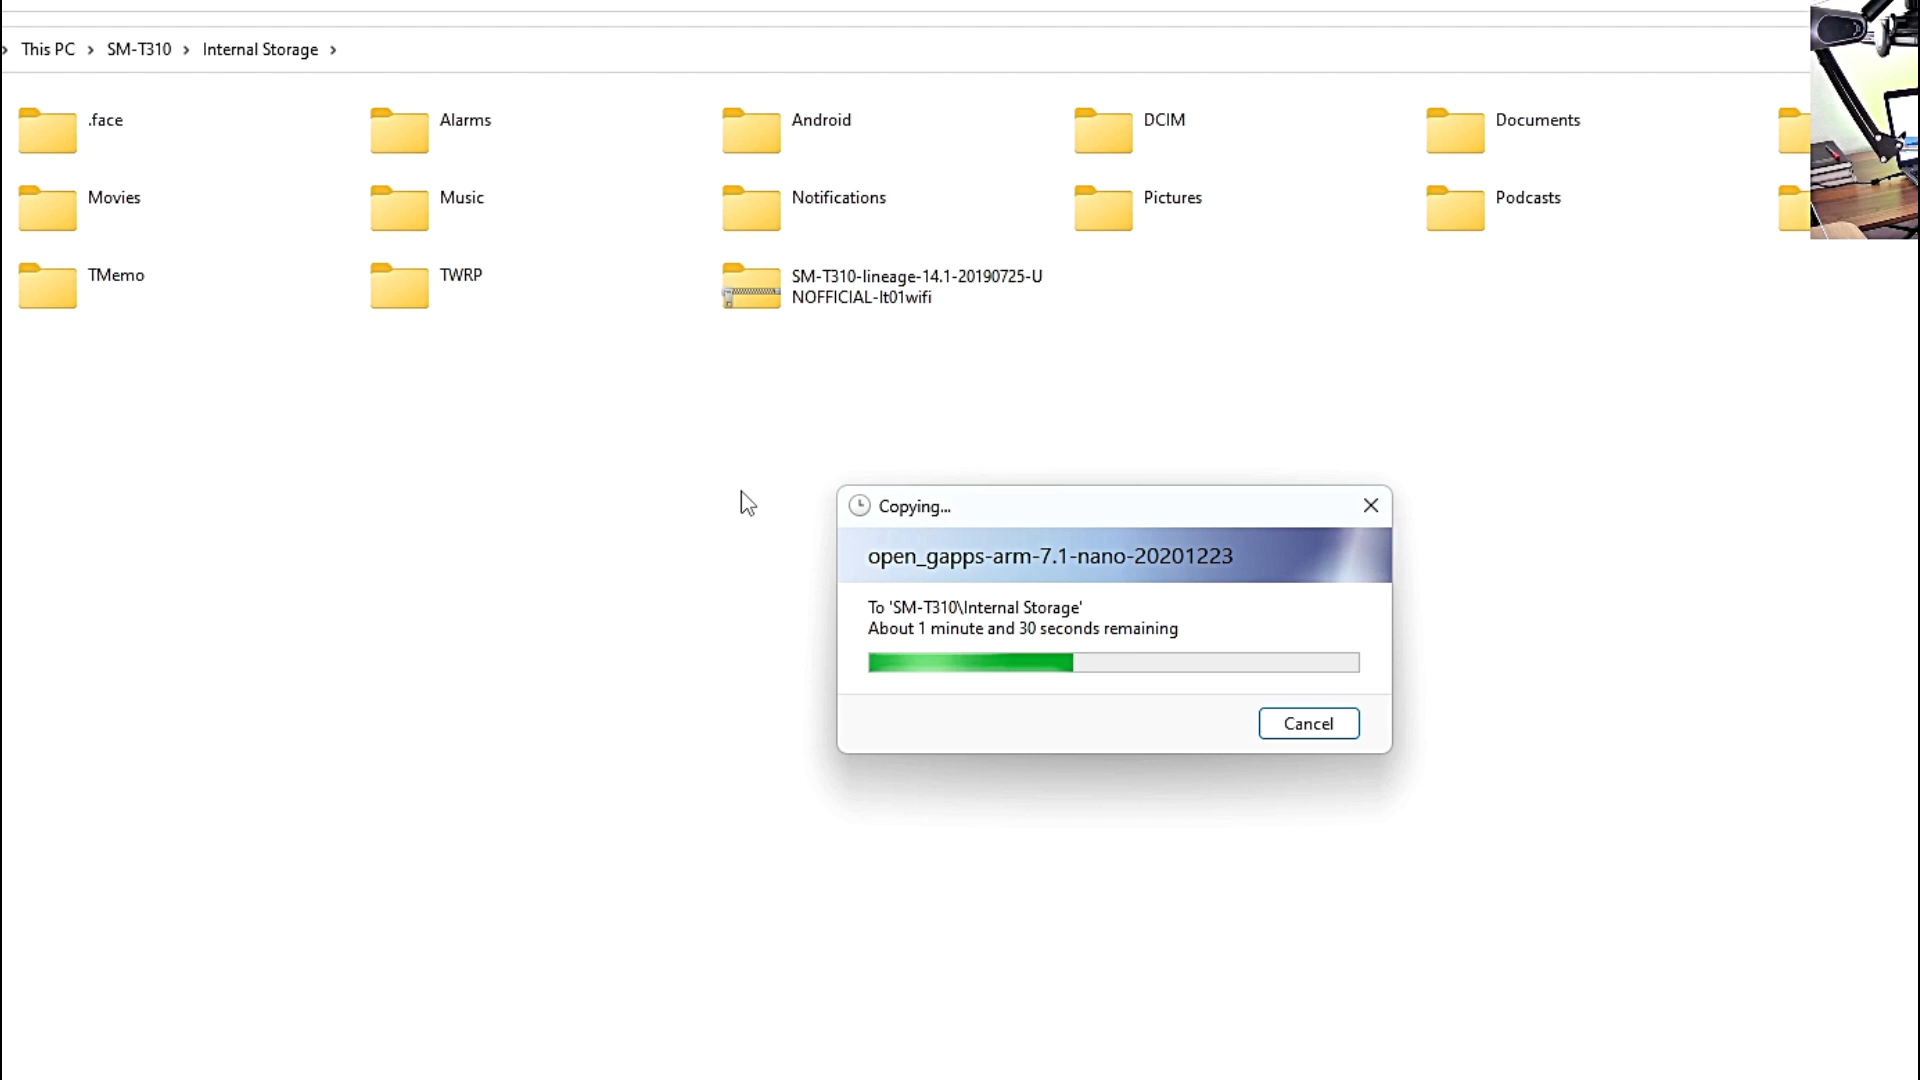 This PC > SM-T310 > Internal Storage >
.face
Alarms
Android
DCIM
Documents
Movies
Music
Notifications
Pictures
Podcasts
TMemo
TWRP
SM-T310-lineage-14.1-20190725-U
NOFFICIAL-lt01wifi
Copying...
open_gapps-arm-7.1-nano-20201223
To 'SM-T310\Internal Storage'
About 1 minute and 30 seconds remaining
Cancel